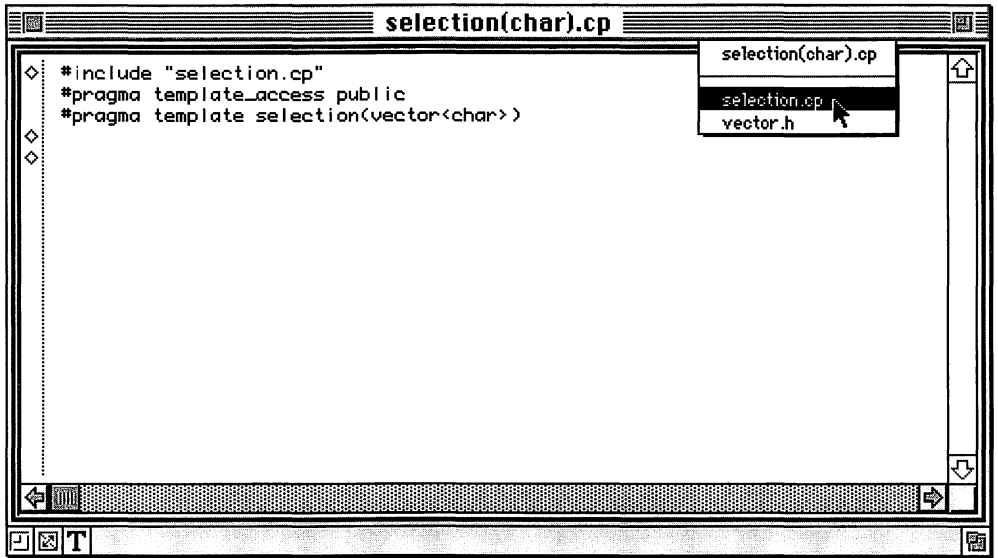 selection(char).cp
selection(char).cp
selection.cp
vector.h
#include "selection.cp"
#pragma template_access public
#pragma template selection(vector<char>)
T